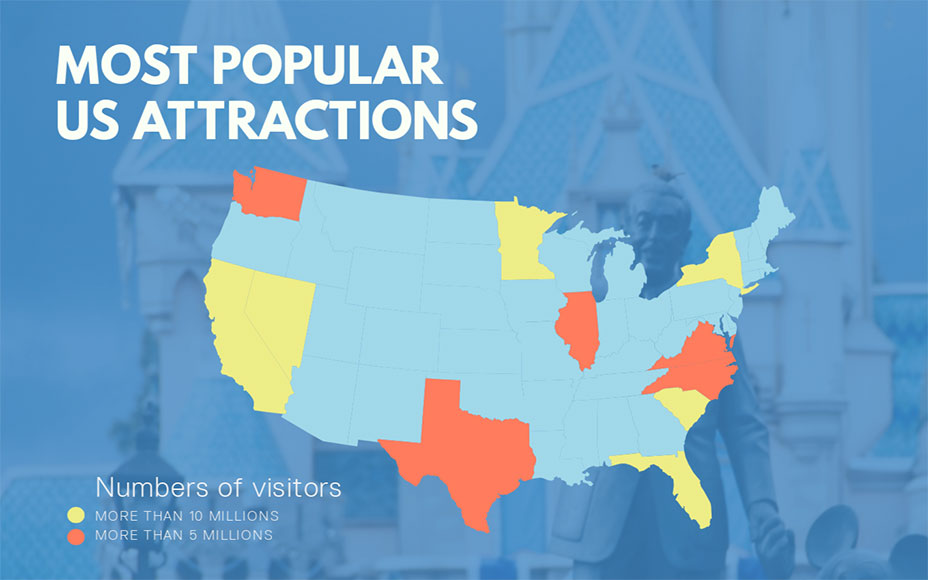 MOST POPULAR
US ATTRACTIONS
Numbers of visitors
MORE THAN 10 MILLIONS
MORE THAN 5 MILLIONS